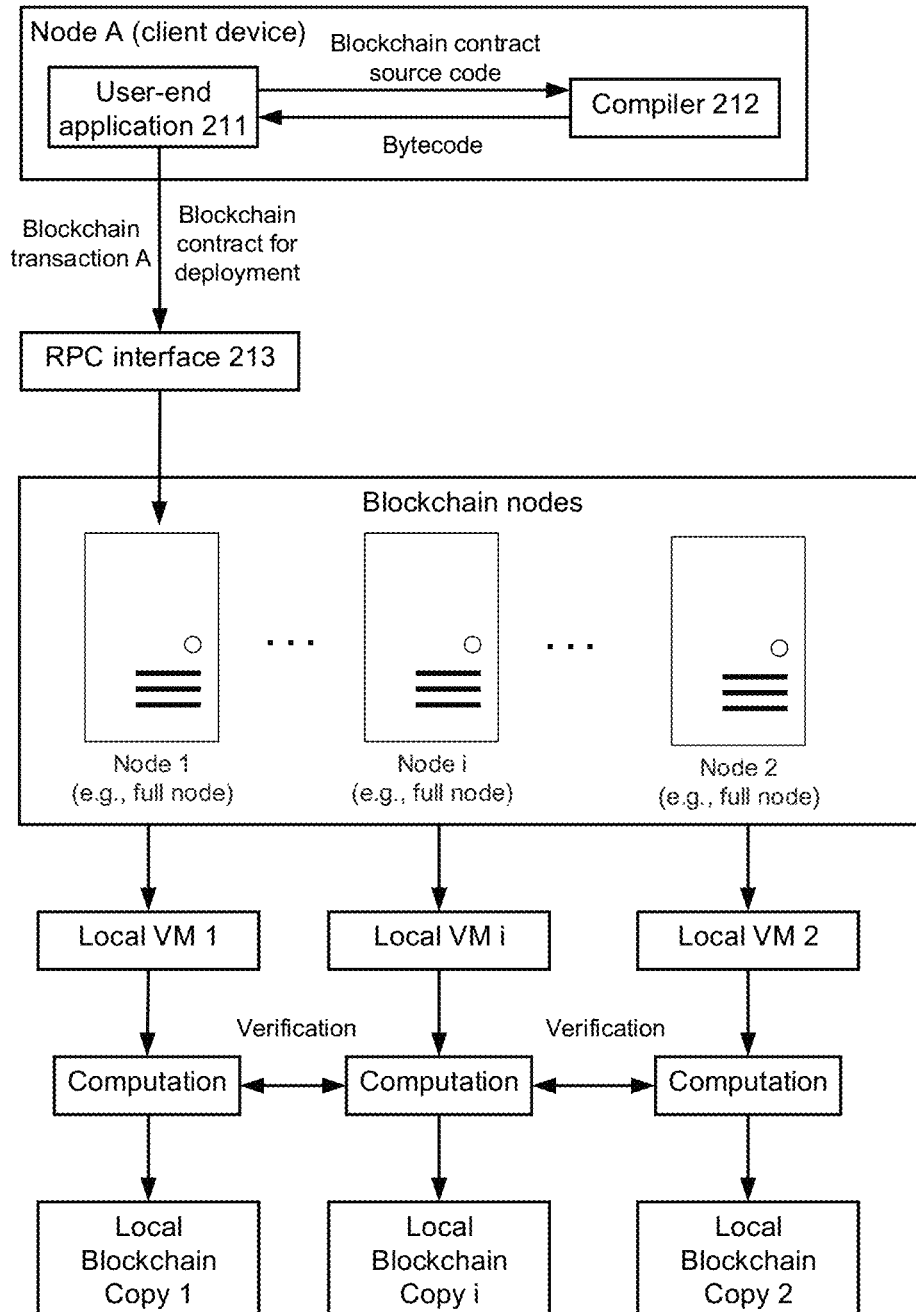 Node A (client device)
Blockchain contract
source code
User-end
application 211
Compiler 212
Bytecode
Blockchain
transaction A
Blockchain
contract for
deployment
RPC interface 213
Blockchain nodes
. . .
. . .
Node 1
(e.g., full node)
Node i
(e.g., full node)
Node 2
(e.g., full node)
Local VM 1
Local VM i
Local VM 2
Verification
Verification
Computation
Computation
Computation
Local
Blockchain
Copy 1
Local
Blockchain
Copy i
Local
Blockchain
Copy 2